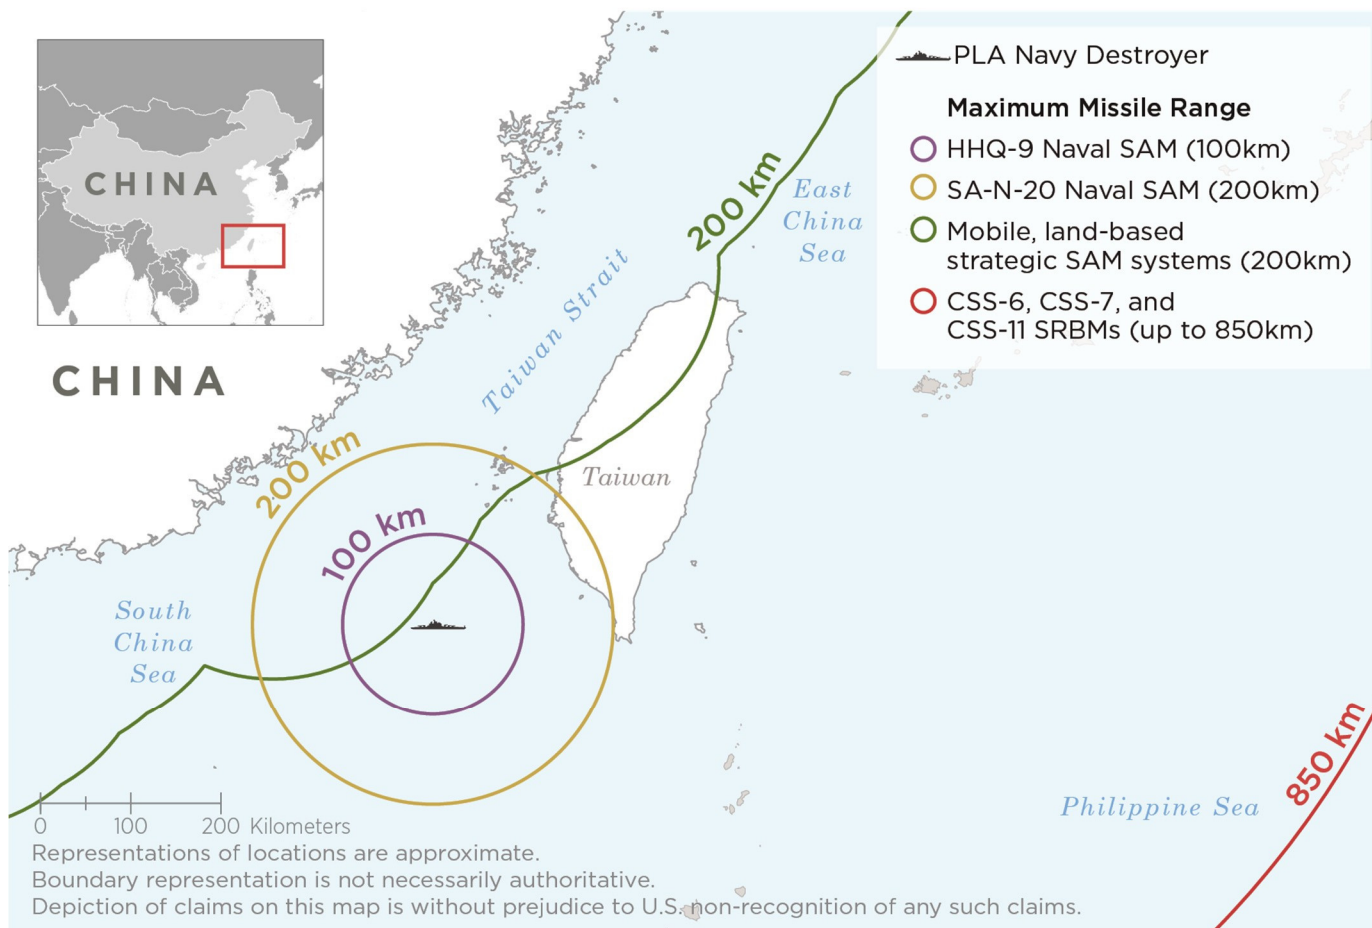 PLA Navy Destroyer
Maximum Missile Range
HHQ-9 Naval SAM (100km)
SA-N-20 Naval SAM (200km)
Mobile, land-based
strategic SAM systems (200km)
CSS-6, CSS-7, and
CSS-11 SRBMs (up to 850km)
CHINA
CHINA
200 km
East
China
Sea
Taiwan Strait
200 km
100 km
Taiwan
South
China
Sea
850 km
Philippine Sea
0 100 200 Kilometers
Representations of locations are approximate.
Boundary representation is not necessarily authoritative.
Depiction of claims on this map is without prejudice to U.S. non-recognition of any such claims.